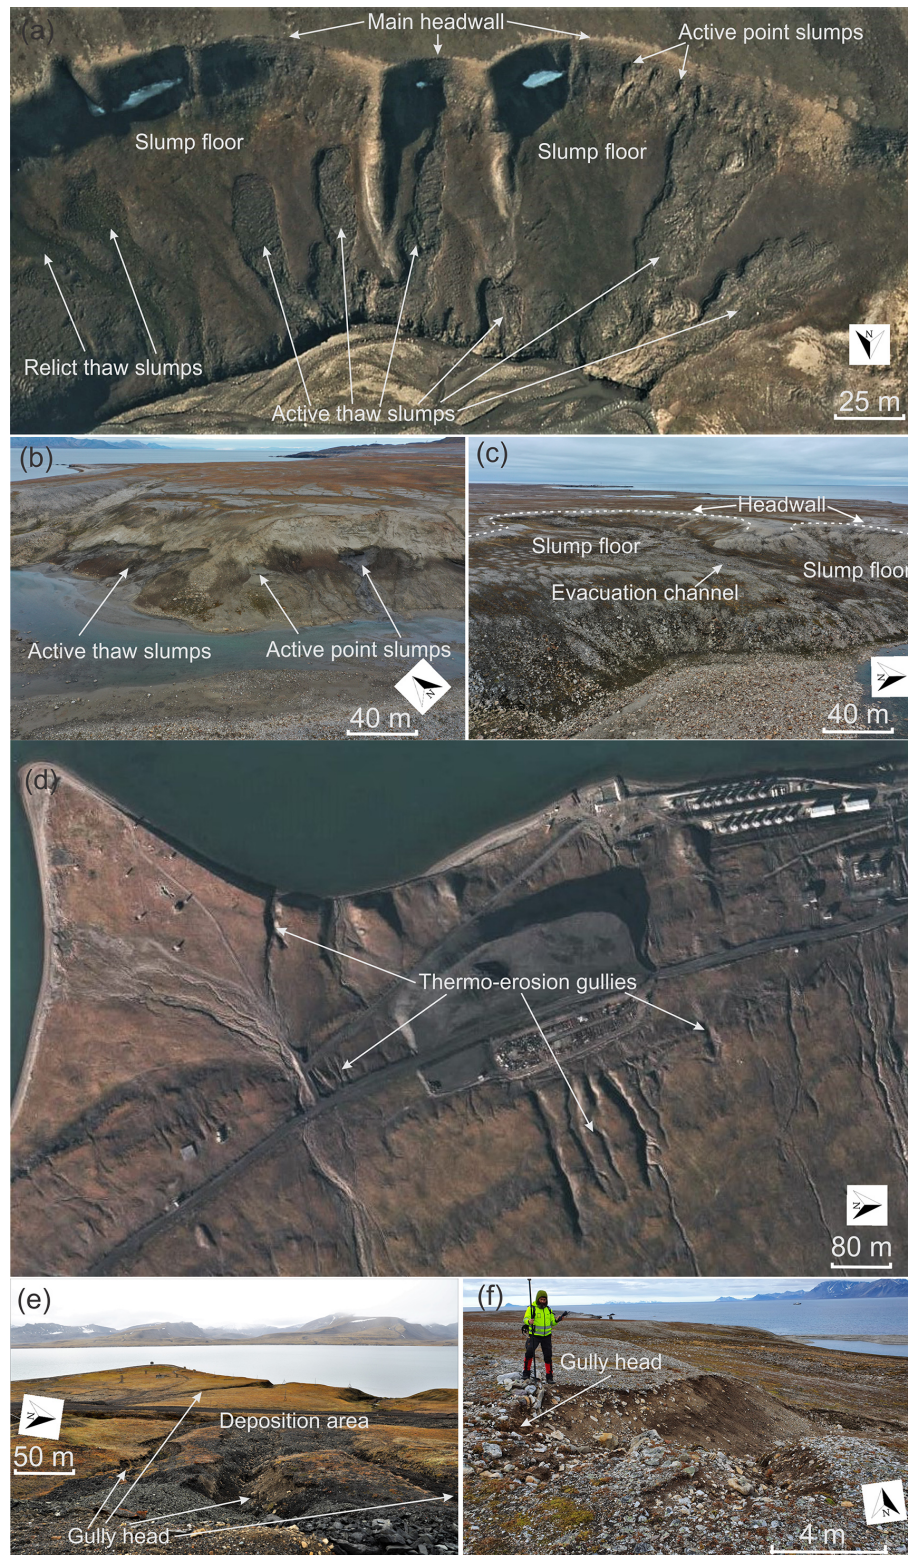 (a)
Main headwall
Active point slumps
Slump floor
Slump floor
Relict thaw slumps
Active thaw slumps
N
25 m
(b)
Active thaw slumps
Active point slumps
N
40 m
(c)
Headwall
Slump floor
Slump floor
Evacuation channel
N
40 m
(d)
Thermo-erosion gullies
N
80 m
(e)
Deposition area
N
50 m
Gully head
(f)
Gully head
N
4 m